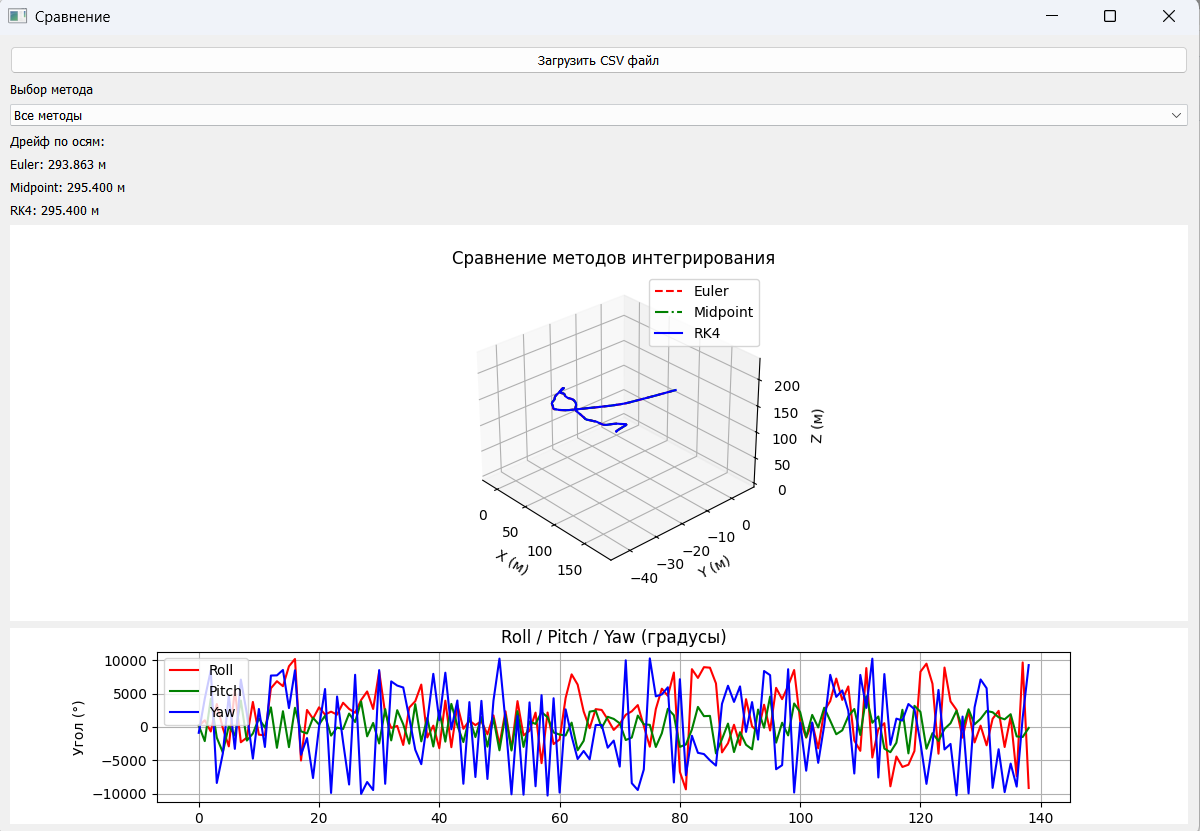 Сравнение
Загрузить CSV файл
Выбор метода
Все методы
Дрейф по осям:
Euler: 293.863 м
Midpoint: 295.400 м
RK4: 295.400 м
Сравнение методов интегрирования
Euler
Midpoint
RK4
200
150
100
50
0
Z (м)
0
50
100
150
X (м)
0
−10
−20
−30
−40
Y (м)
Roll / Pitch / Yaw (градусы)
Roll
Pitch
Yaw
10000
5000
0
−5000
−10000
Угол (°)
0 20 40 60 80 100 120 140